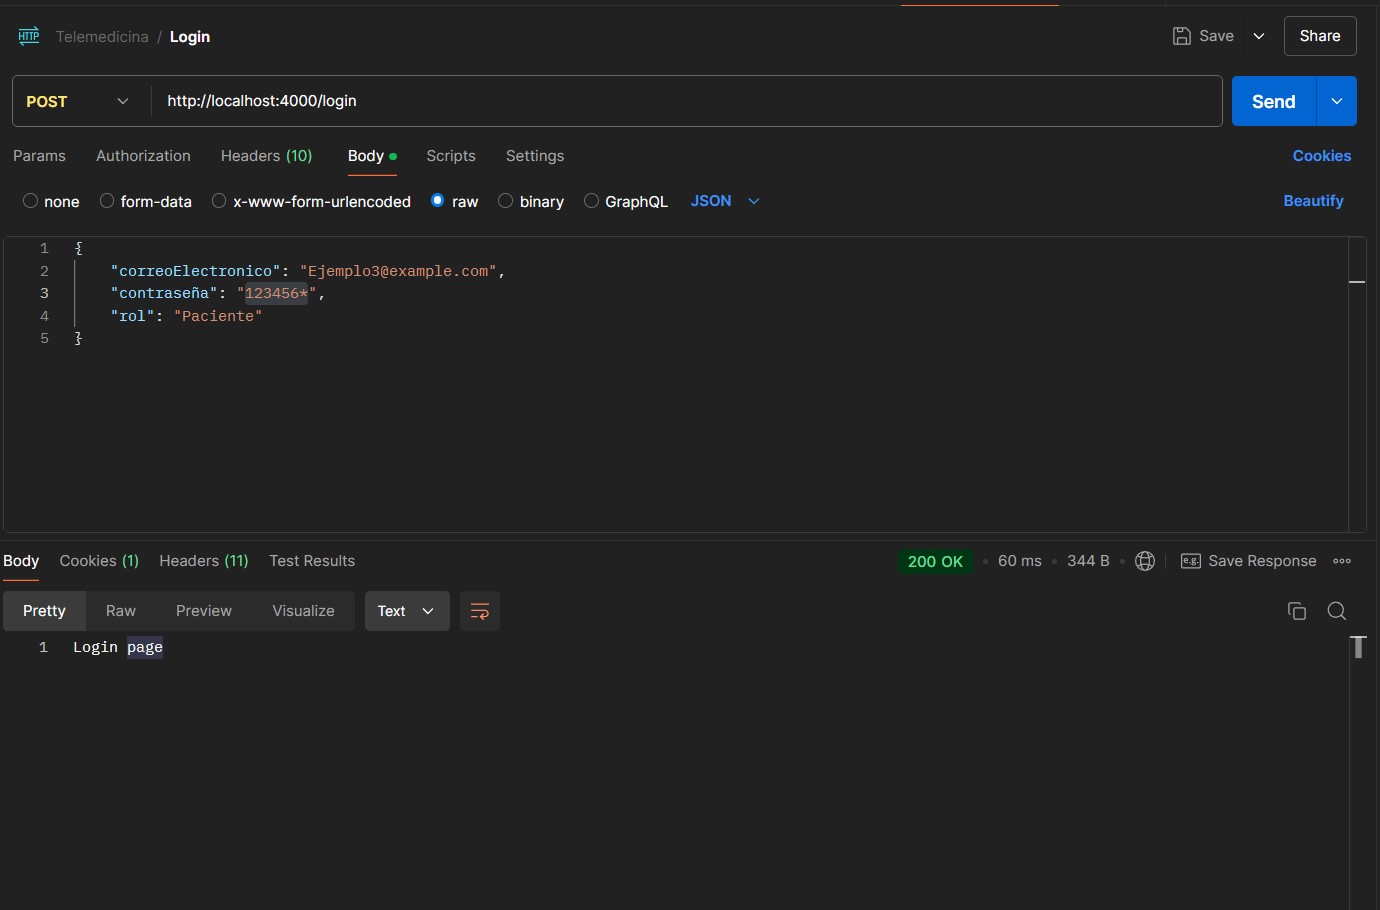 HTTP Telemedicina / Login Save Share
POST http://localhost:4000/login Send
Params Authorization Headers (10) Body Scripts Settings Cookies
none form-data x-www-form-urlencoded raw binary GraphQL JSON Beautify
1 {
2 "correoElectronico": "Ejemplo3@example.com",
3 "contraseña": "123456*",
4 "rol": "Paciente"
5 }
Body Cookies (1) Headers (11) Test Results 200 OK • 60 ms • 344 B • e.g. Save Response
Pretty Raw Preview Visualize Text
1 Login page